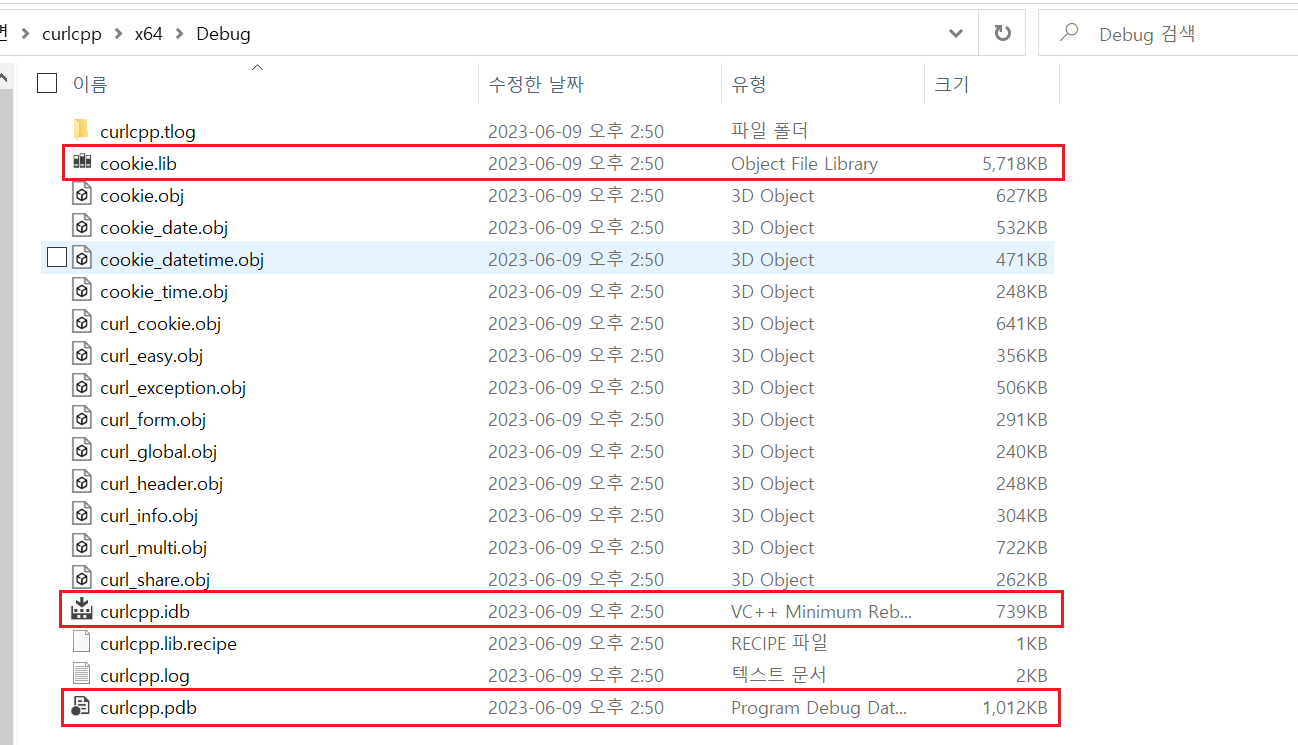 curlcpp > x64 > Debug
Debug 검색
이름 수정한 날짜 유형 크기
curlcpp.tlog 2023-06-09 오후 2:50 파일 폴더
cookie.lib 2023-06-09 오후 2:50 Object File Library 5,718KB
cookie.obj 2023-06-09 오후 2:50 3D Object 627KB
cookie_date.obj 2023-06-09 오후 2:50 3D Object 532KB
cookie_datetime.obj 2023-06-09 오후 2:50 3D Object 471KB
cookie_time.obj 2023-06-09 오후 2:50 3D Object 248KB
curl_cookie.obj 2023-06-09 오후 2:50 3D Object 641KB
curl_easy.obj 2023-06-09 오후 2:50 3D Object 356KB
curl_exception.obj 2023-06-09 오후 2:50 3D Object 506KB
curl_form.obj 2023-06-09 오후 2:50 3D Object 291KB
curl_global.obj 2023-06-09 오후 2:50 3D Object 240KB
curl_header.obj 2023-06-09 오후 2:50 3D Object 248KB
curl_info.obj 2023-06-09 오후 2:50 3D Object 304KB
curl_multi.obj 2023-06-09 오후 2:50 3D Object 722KB
curl_share.obj 2023-06-09 오후 2:50 3D Object 262KB
curlcpp.idb 2023-06-09 오후 2:50 VC++ Minimum Reb... 739KB
curlcpp.lib.recipe 2023-06-09 오후 2:50 RECIPE 파일 1KB
curlcpp.log 2023-06-09 오후 2:50 텍스트 문서 2KB
curlcpp.pdb 2023-06-09 오후 2:50 Program Debug Dat... 1,012KB